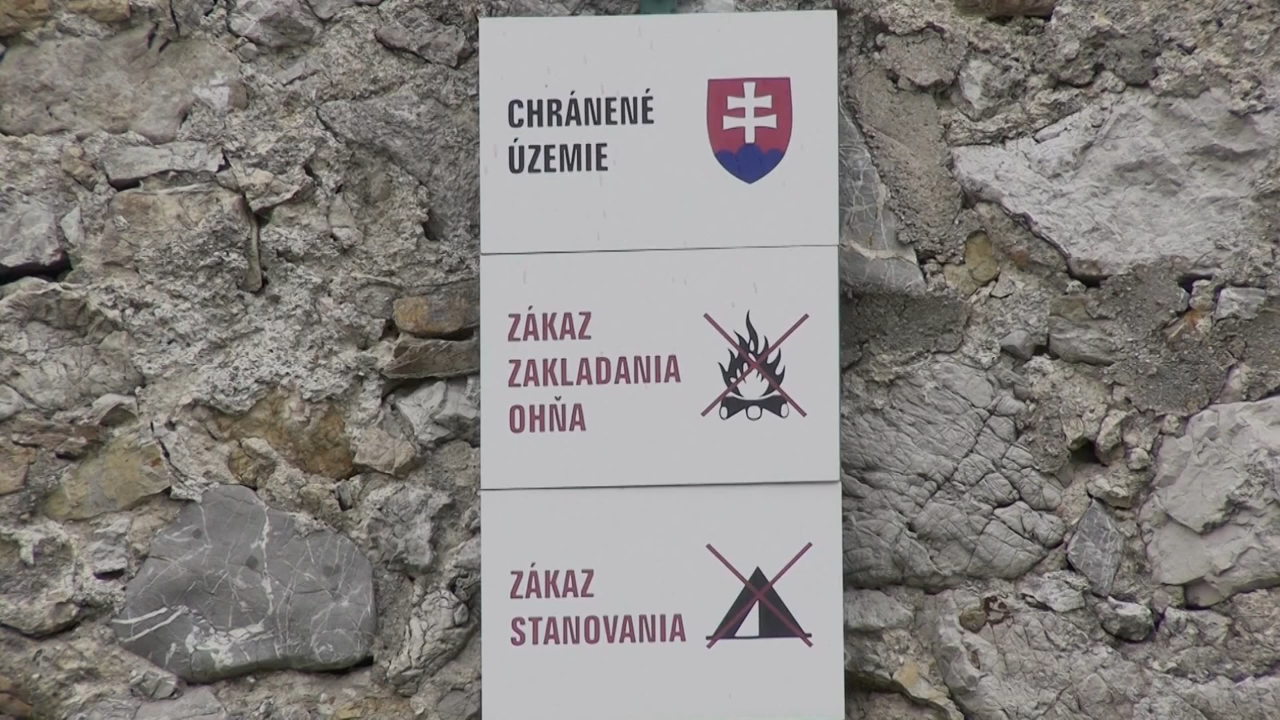 CHRÁNENÉ
ÚZEMIE
ZÁKAZ
ZAKLADANIA
OHŇA
ZÁKAZ
STANOVANIA